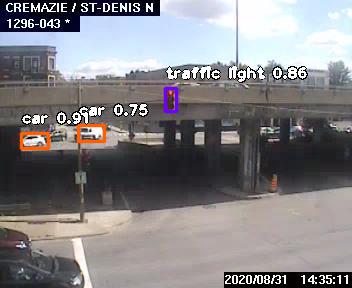 CREMAZIE / ST-DENIS N
1296-043 *
traffic light 0.86
car 0.91
car 0.75
2020/08/31 14:35:11